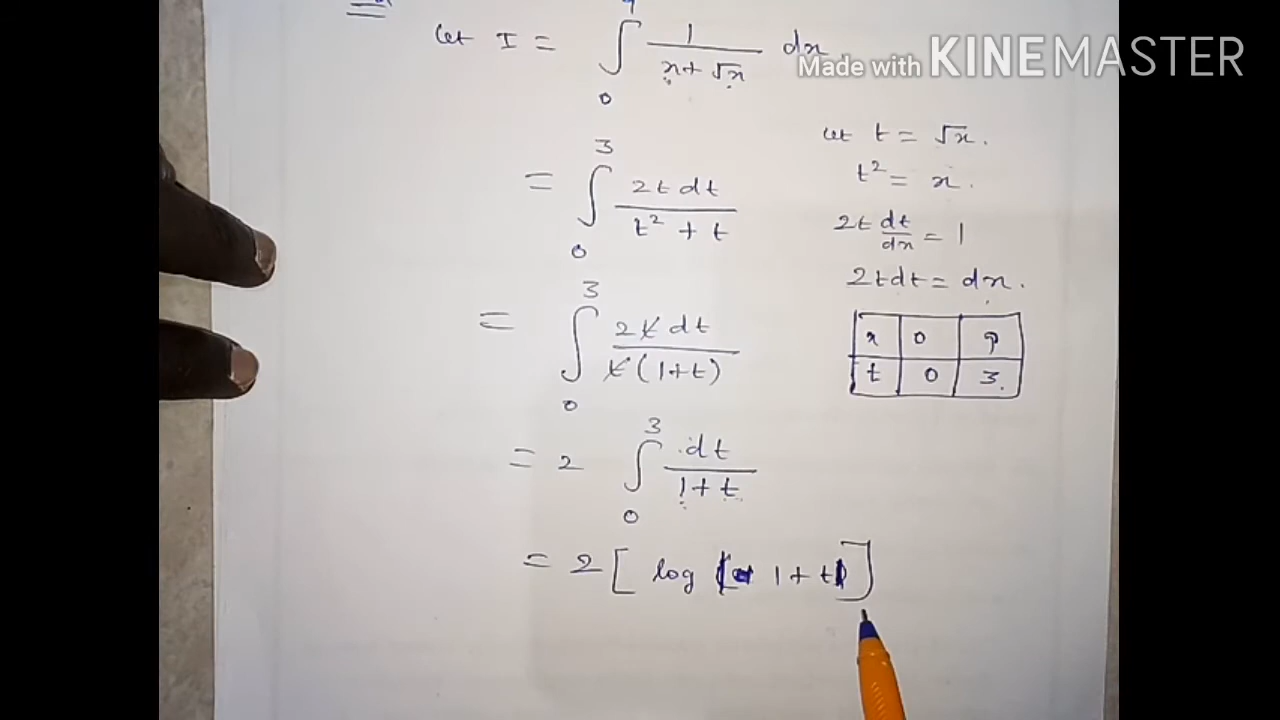 Let I = ∫₀⁹ 1/(x + √x) dx
Made with KINEMASTER
let t = √x.
t² = x.
= ∫₀³ 2t dt/(t² + t)
2t dt/dx = 1
2t dt = dx.
= ∫₀³ 2t dt/(t(1+t))
x 0 9
t 0 3.
= 2 ∫₀³ dt/(1+t)
= 2 [ log | 1+t | ]